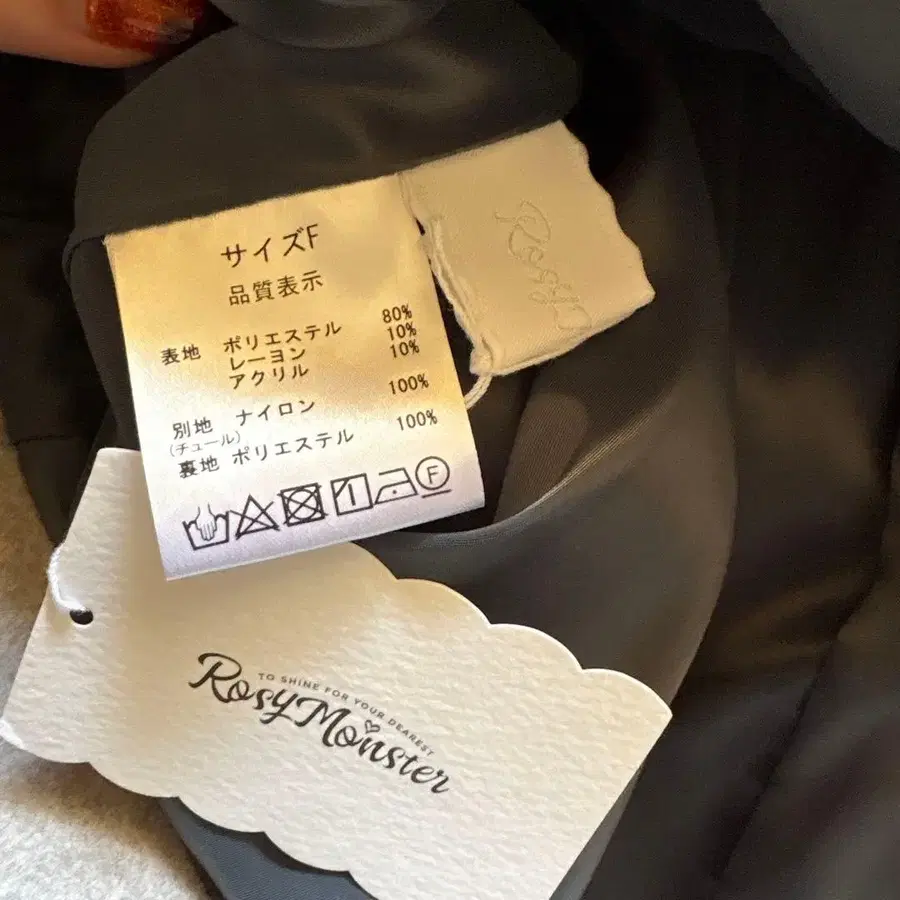 サイズF
品質表示
表地 ポリエステル 80%
レーヨン 10%
アクリル 10%
別地 ナイロン 100%
(チュール)
裏地 ポリエステル 100%
F
TO SHINE FOR YOUR DEAREST
RosyMonster
Rosy